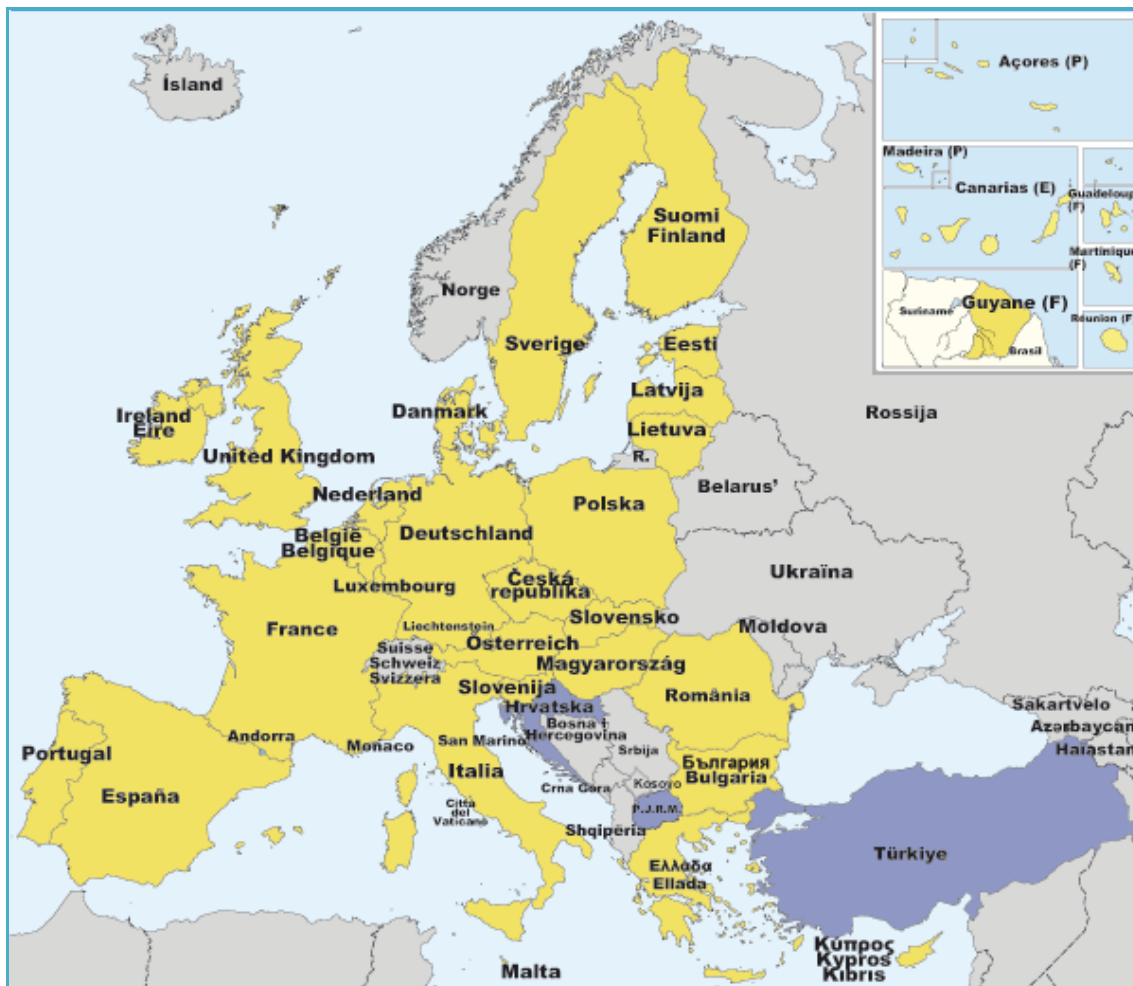 Ísland
Açores (P)
Madeira (P)
Canarias (E)
Guadeloup
(F)
Martinique
(F)
Guyane (F)
Suriname
Brasil
Réunion (F
Suomi
Finland
Norge
Sverige
Eesti
Latvija
Lietuva
R.
Danmark
Ireland
Éire
United Kingdom
Nederland
België
Belgique
Deutschland
Polska
Belarus’
Rossija
Ukraïna
Luxembourg
Česká
republika
Slovensko
Moldova
France
Liechtenstein
Österreich
Suisse
Schweiz
Svizzera
Magyarország
Slovenija
Hrvatska
România
Bosna i
Hercegovina
Srbija
Sakartvelo
Azərbaycan
Haiastan
Portugal
España
Andorra
Monaco
San Marino
Italia
Città
del
Vaticano
Crna Gora
Kosovo
България
Bulgaria
P.J.R.M.
Shqipëria
Ελλάδα
Ellada
Türkiye
Malta
Κύπρος
Kypros
Kıbrıs